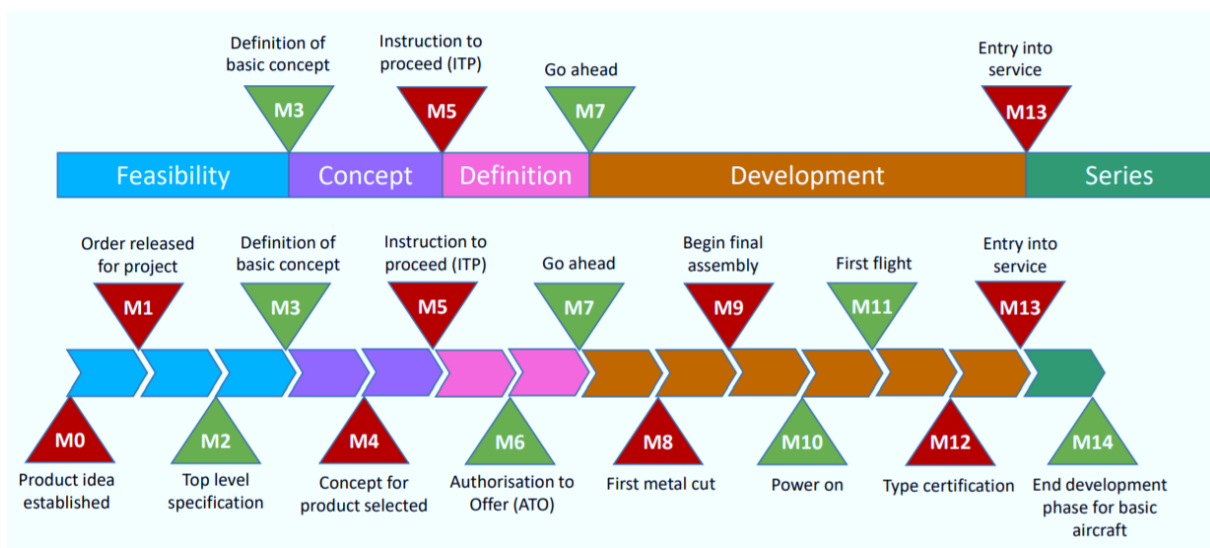 Definition of
basic concept
Instruction to
proceed (ITP)
Go ahead
Entry into
service
M3
M5
M7
M13
Feasibility
Concept
Definition
Development
Series
Order released
for project
Definition of
basic concept
Instruction to
proceed (ITP)
Go ahead
Begin final
assembly
First flight
Entry into
service
M1
M3
M5
M7
M9
M11
M13
M0
M2
M4
M6
M8
M10
M12
M14
Product idea
established
Top level
specification
Concept for
product selected
Authorisation to
Offer (ATO)
First metal cut
Power on
Type certification
End development
phase for basic
aircraft